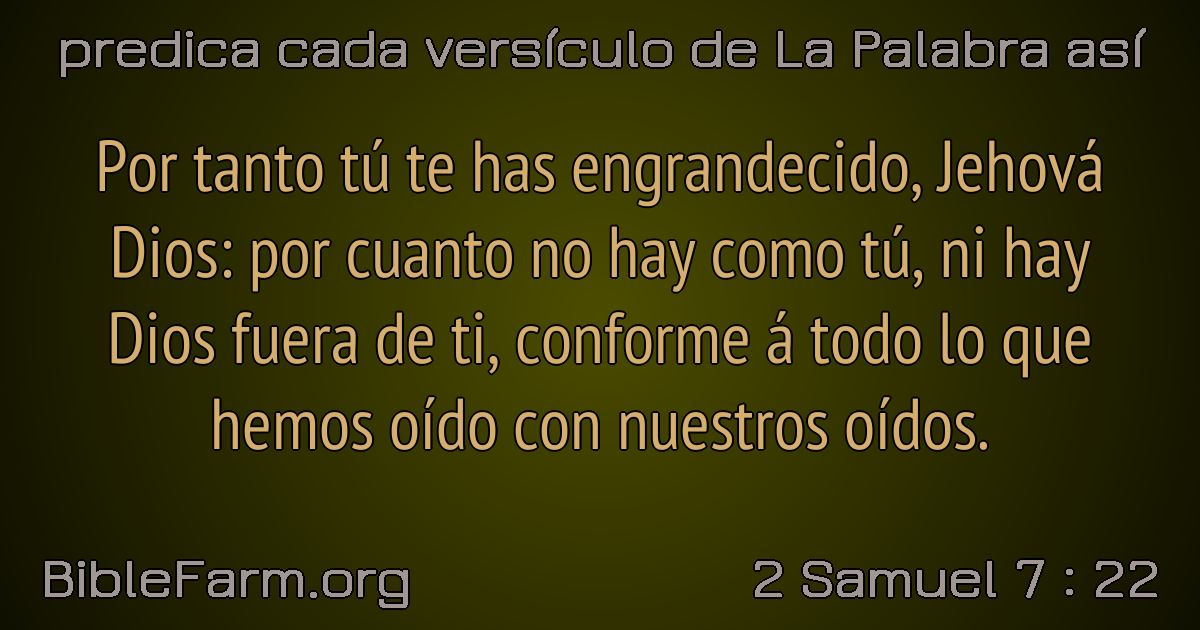 predica cada versículo de La Palabra así
Por tanto tú te has engrandecido, Jehová
Dios: por cuanto no hay como tú, ni hay
Dios fuera de ti, conforme á todo lo que
hemos oído con nuestros oídos.
BibleFarm.org
2 Samuel 7 : 22